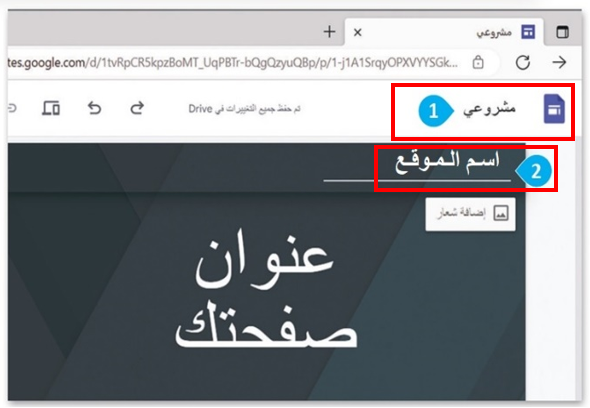 مشروعي
tes.google.com/d/1tvRpCR5kpzBoMT_UqPBTr-bQgQzyuQBp/p/1-j1A1SrqyOPXVYYSGk...
مشروعي
1
تم حفظ جميع التغييرات في Drive
اسم الموقع
2
إضافة شعار
عنوان
صفحتك